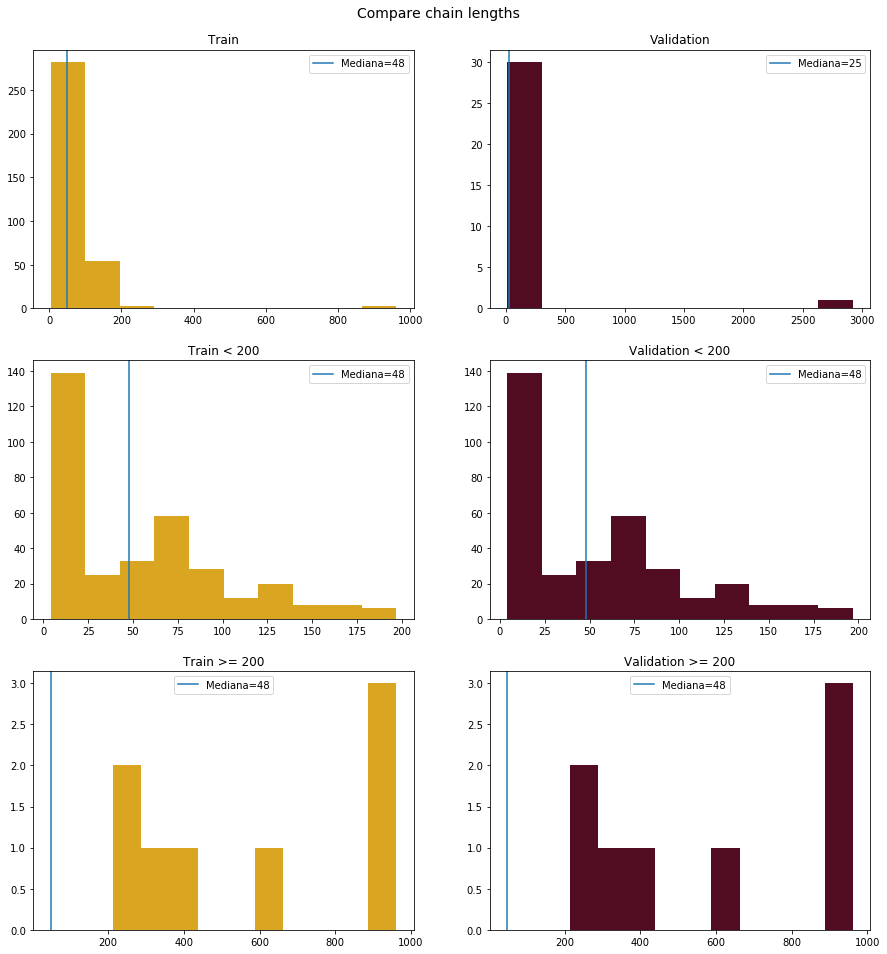 Compare chain lengths
Train
Mediana=48
250
200
150
100
50
0
0 200 400 600 800 1000
Validation
Mediana=25
30
25
20
15
10
5
0
0 500 1000 1500 2000 2500 3000
Train < 200
Mediana=48
140
120
100
80
60
40
20
0
0 25 50 75 100 125 150 175 200
Validation < 200
Mediana=48
140
120
100
80
60
40
20
0
0 25 50 75 100 125 150 175 200
Train >= 200
Mediana=48
3.0
2.5
2.0
1.5
1.0
0.5
0.0
200 400 600 800 1000
Validation >= 200
Mediana=48
3.0
2.5
2.0
1.5
1.0
0.5
0.0
200 400 600 800 1000